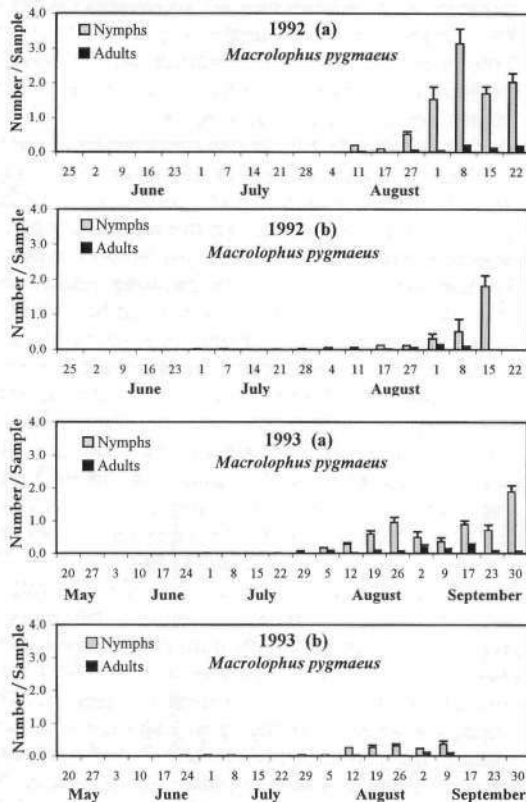 1992 (a)
Macrolophus pygmaeus
Nymphs
Adults
Number / Sample
4.0
3.0
2.0
1.0
0.0
25 2 9 16 23 1 7 14 21 28 4 11 17 27 1 8 15 22
June July August
1992 (b)
Macrolophus pygmaeus
Nymphs
Adults
Number / Sample
4.0
3.0
2.0
1.0
0.0
25 2 9 16 23 1 7 14 21 28 4 11 17 27 1 8 15 22
June July August
1993 (a)
Macrolophus pygmaeus
Nymphs
Adults
Number / Sample
4.0
3.0
2.0
1.0
0.0
20 27 3 10 17 24 1 8 15 22 29 5 12 19 26 2 9 17 23 30
May June July August September
1993 (b)
Macrolophus pygmaeus
Nymphs
Adults
Number / Sample
4.0
3.0
2.0
1.0
0.0
20 27 3 10 17 24 1 8 15 22 29 5 12 19 26 2 9 17 23 30
May June July August September